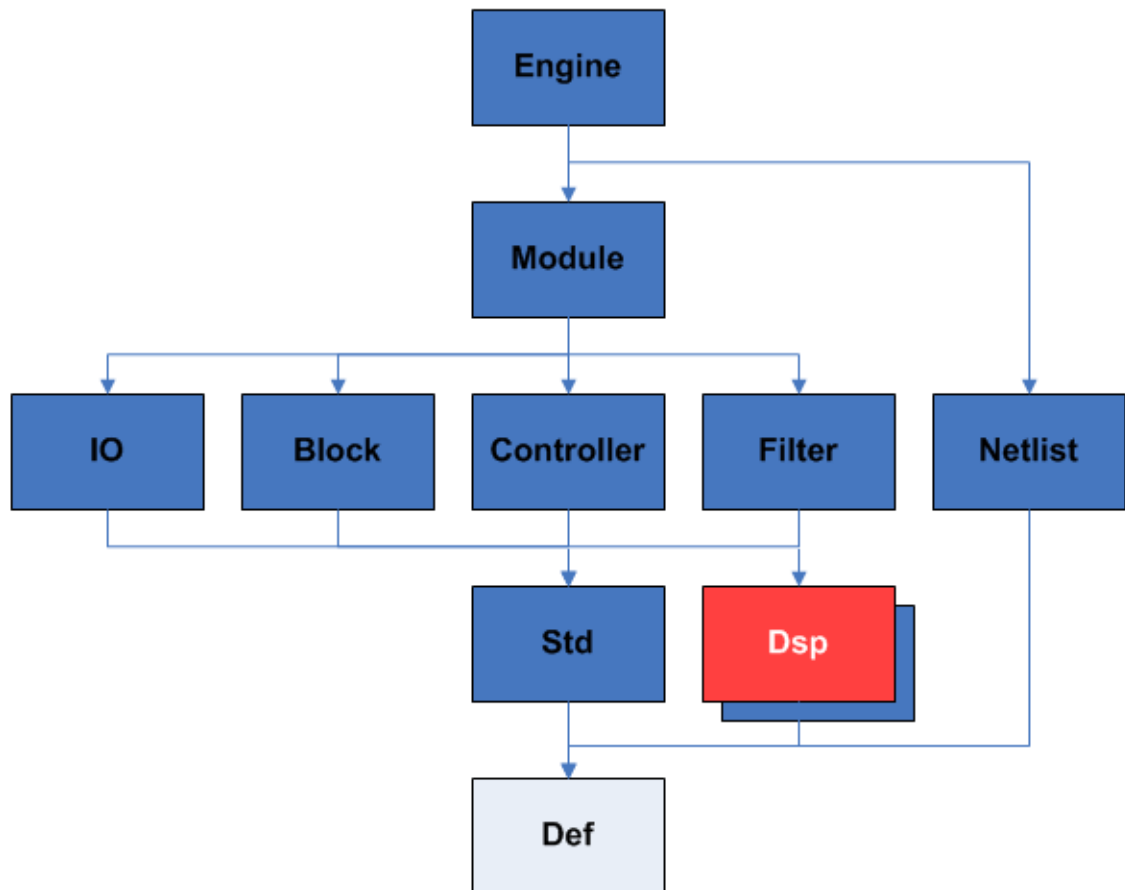 Engine
Module
IO
Block
Controller
Filter
Netlist
Std
Dsp
Def